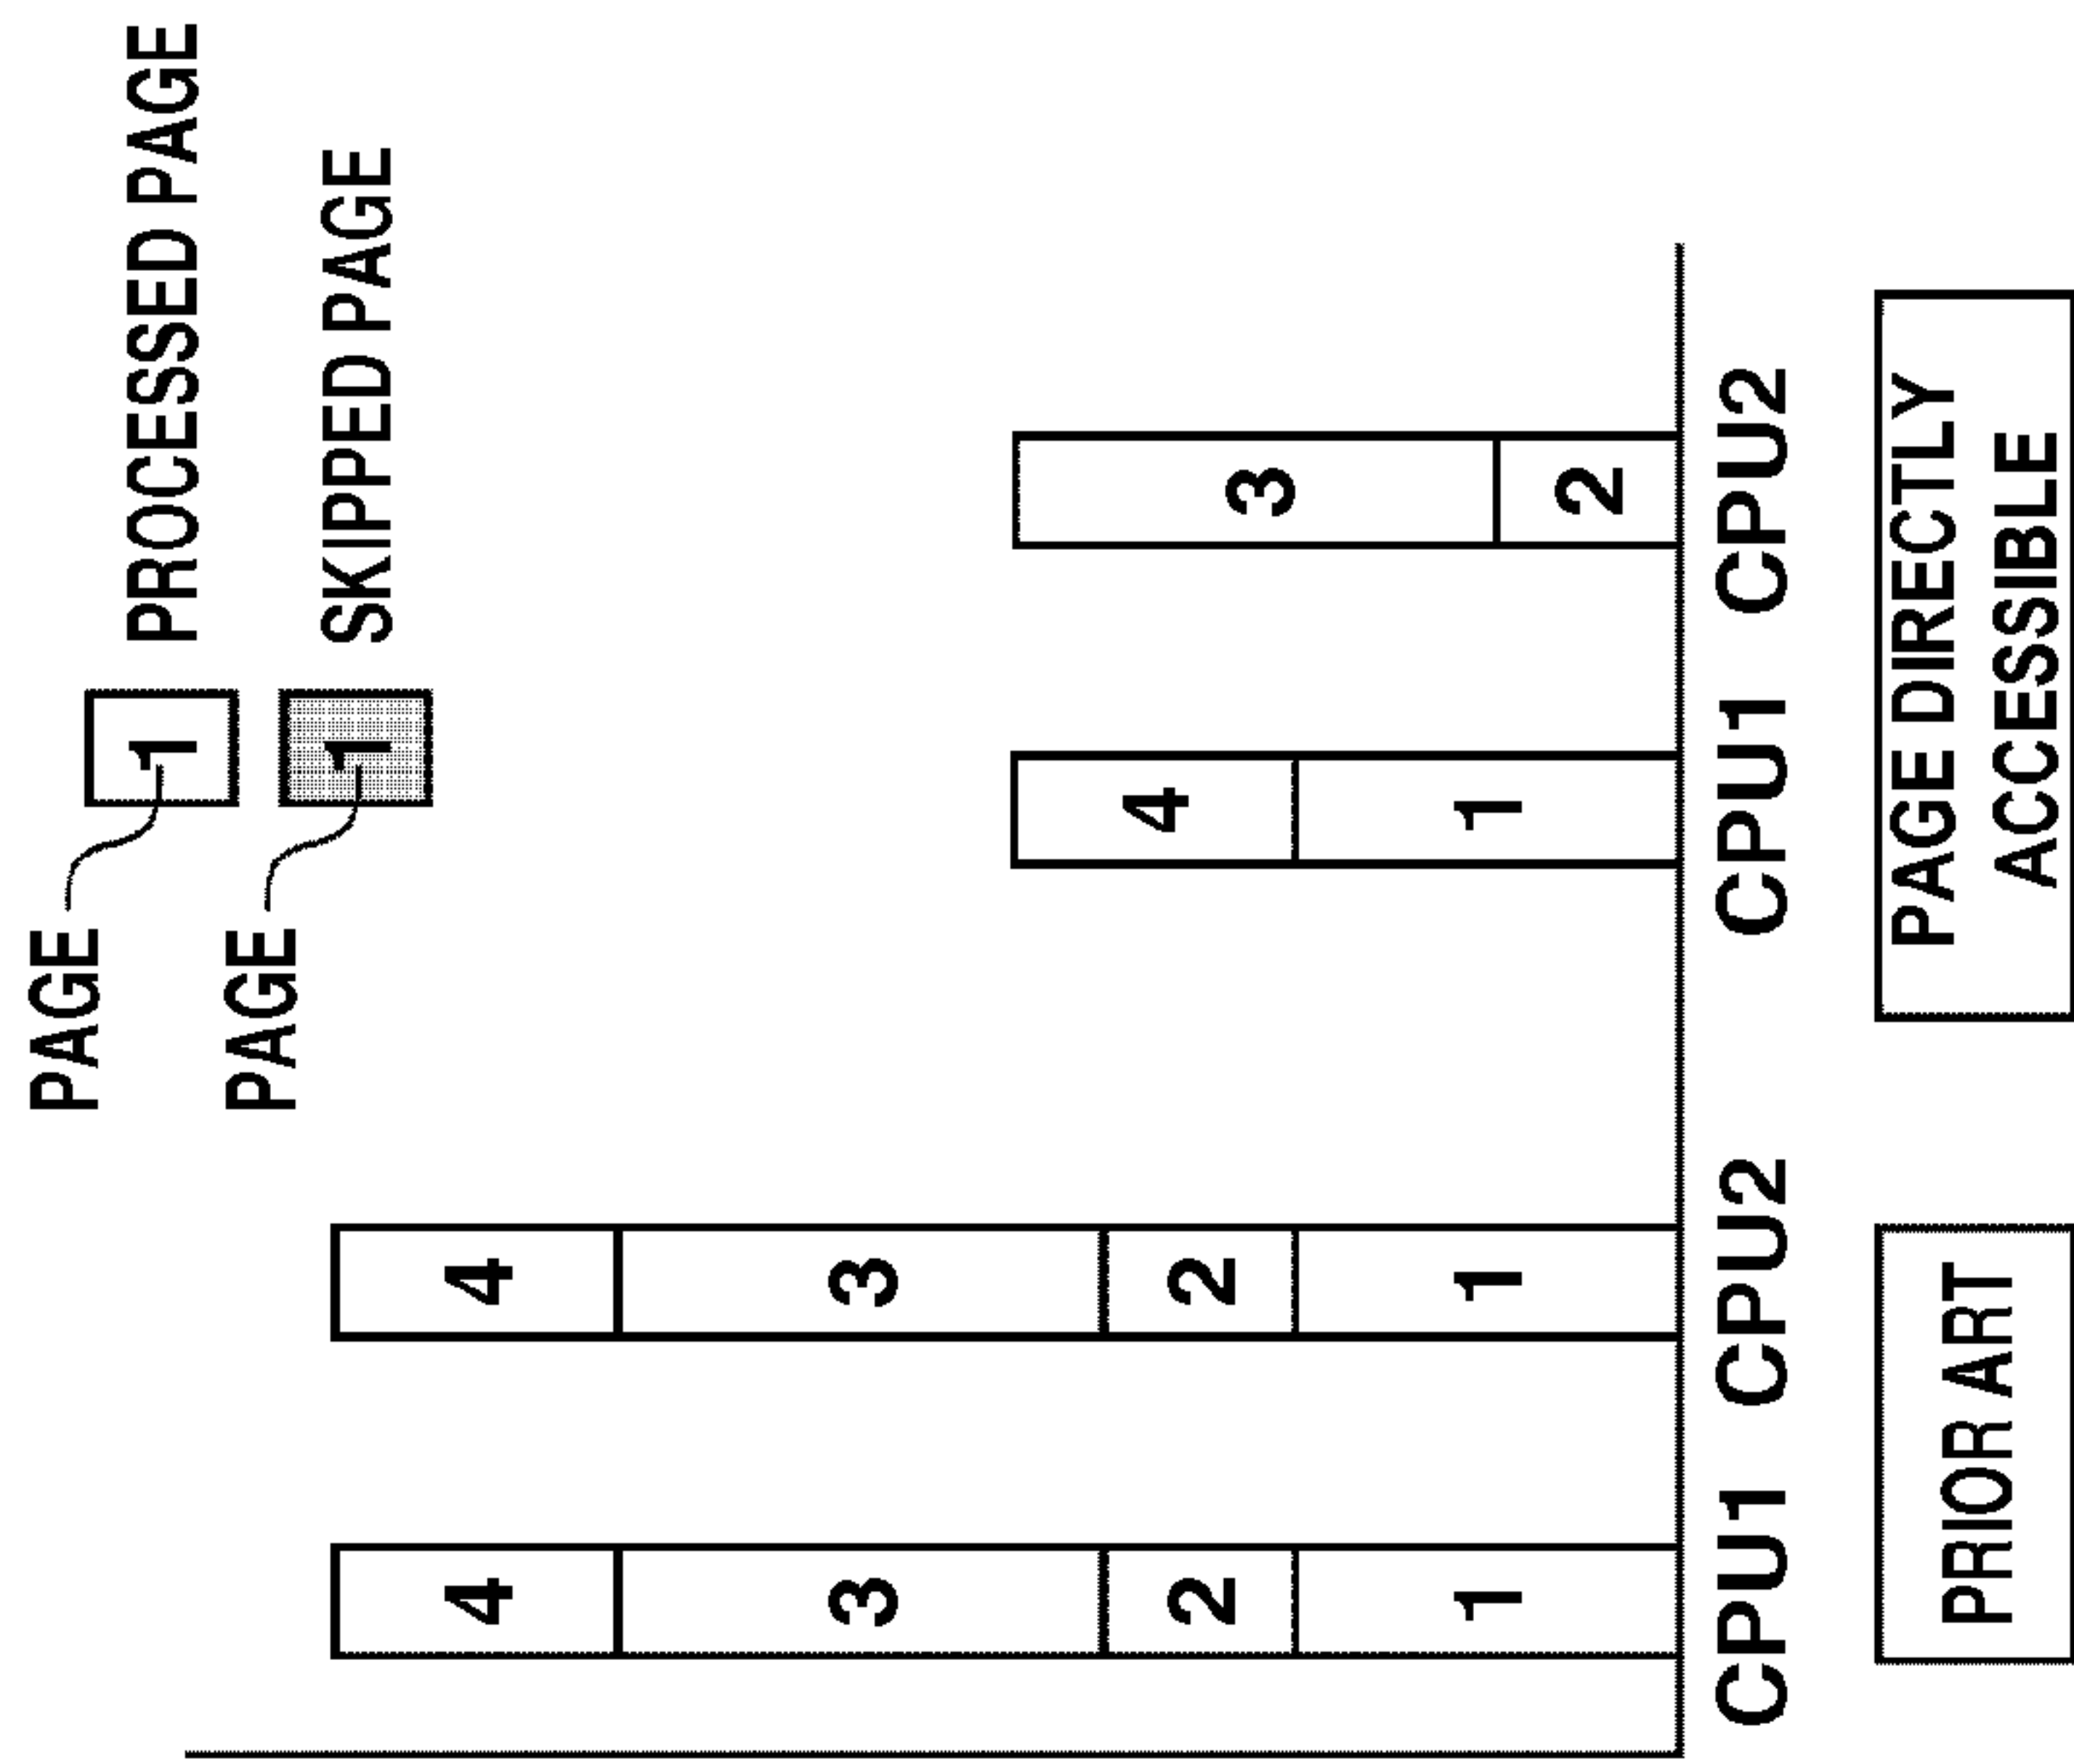 PAGE
1 PROCESSED PAGE
PAGE
1 SKIPPED PAGE
4 4
3 3
2 2 4 3
1 1 1 2
CPU1 CPU2 CPU1 CPU2
PRIOR ART
PAGE DIRECTLY
ACCESSIBLE